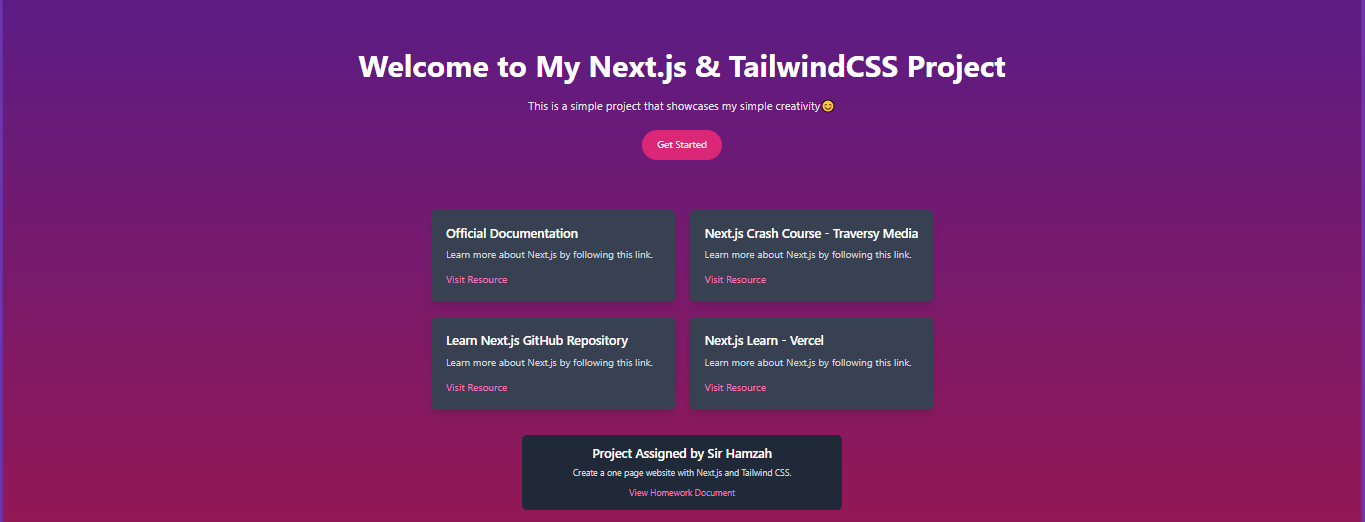 Welcome to My Next.js & TailwindCSS Project
This is a simple project that showcases my simple creativity😊
Get Started
Official Documentation
Learn more about Next.js by following this link.
Visit Resource
Next.js Crash Course - Traversy Media
Learn more about Next.js by following this link.
Visit Resource
Learn Next.js GitHub Repository
Learn more about Next.js by following this link.
Visit Resource
Next.js Learn - Vercel
Learn more about Next.js by following this link.
Visit Resource
Project Assigned by Sir Hamzah
Create a one page website with Next.js and Tailwind CSS.
View Homework Document